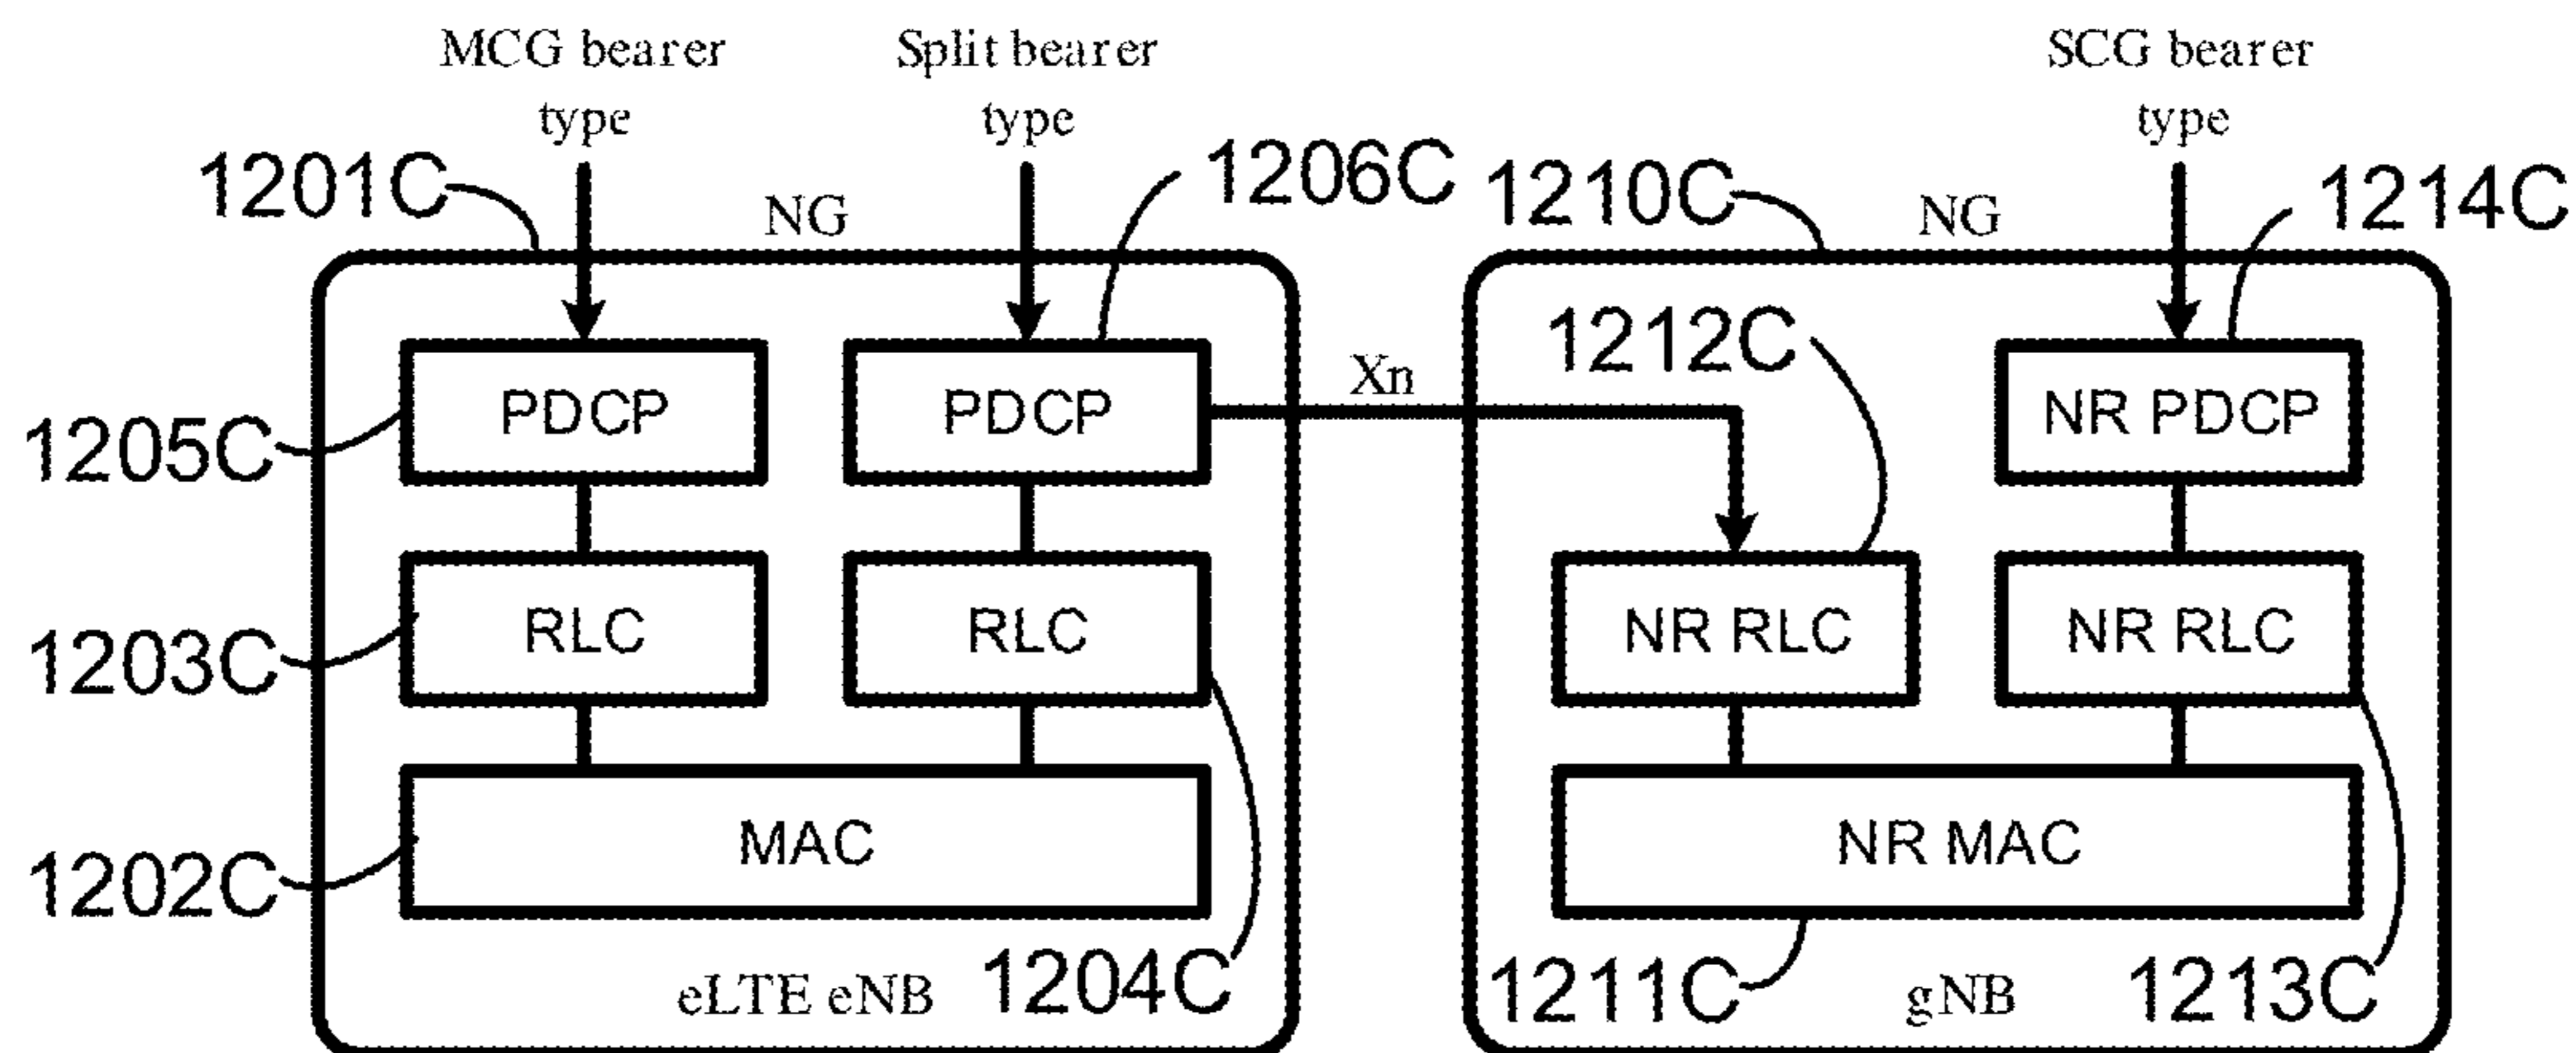 MCG bearer
type
Split bearer
type
SCG bearer
type
1201C
NG
1206C
1210C
NG
1214C
1212C
Xn
1205C
PDCP
PDCP
NR PDCP
1203C
RLC
RLC
NR RLC
NR RLC
1202C
MAC
NR MAC
eLTE eNB
1204C
1211C
gNB
1213C